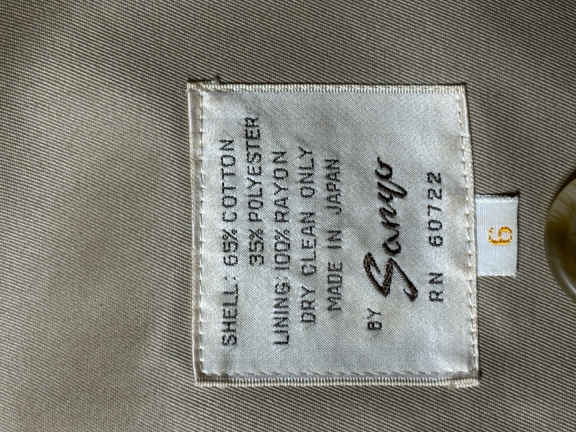 SHELL: 65% COTTON
35% POLYESTER
LINING: 100% RAYON
DRY CLEAN ONLY
MADE IN JAPAN
BY Sanyo
RN 60722
6